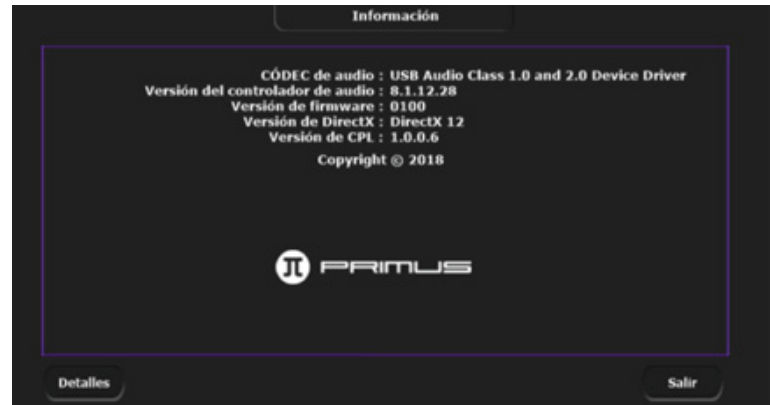 Información
CÓDEC de audio : USB Audio Class 1.0 and 2.0 Device Driver
Versión del controlador de audio : 8.1.12.28
Versión de firmware : 0100
Versión de DirectX : DirectX 12
Versión de CPL : 1.0.0.6
Copyright © 2018
PRIMUS
Detalles
Salir